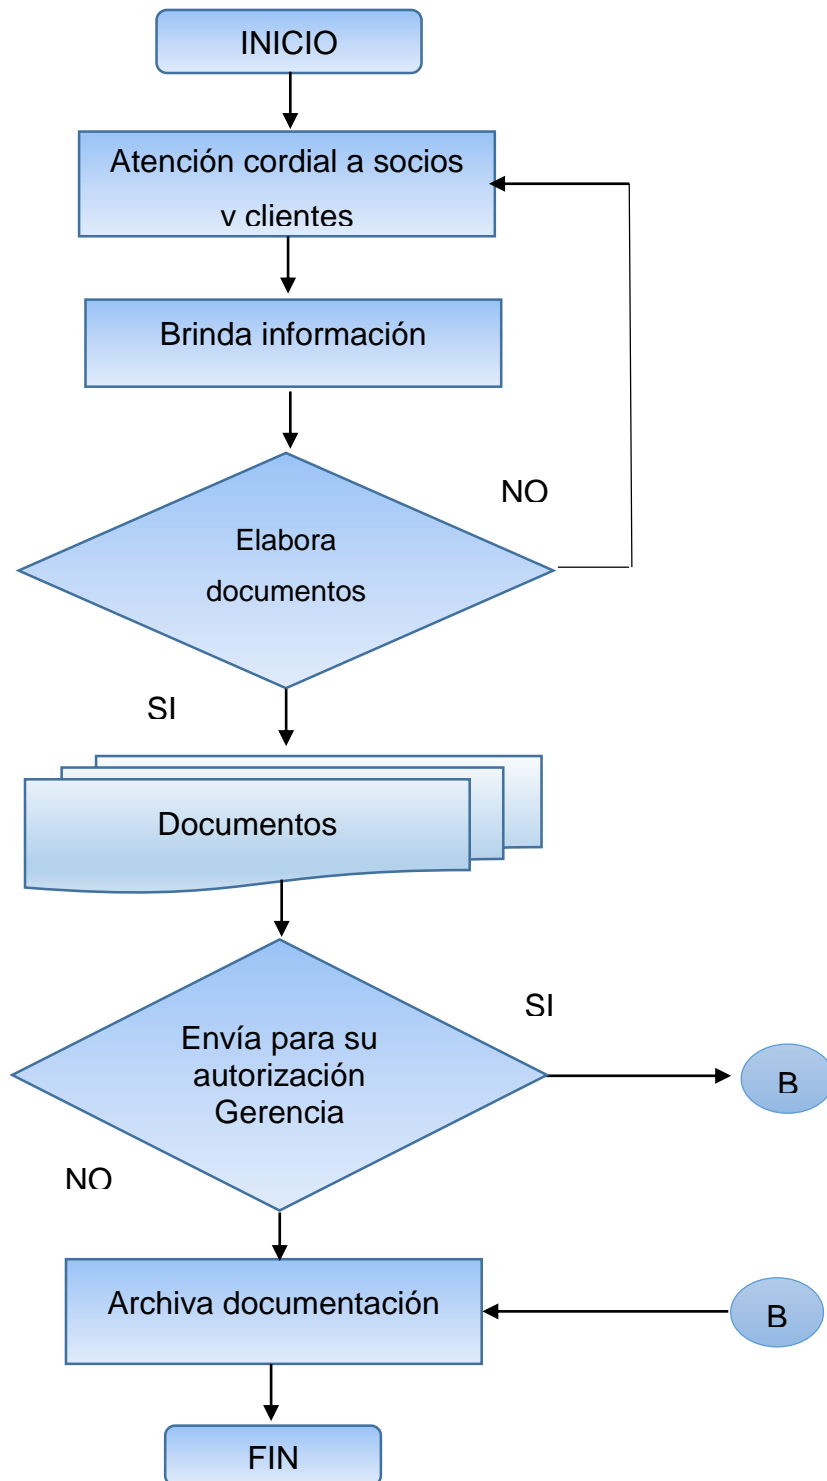 INICIO
Atención cordial a socios
y clientes
Brinda información
NO
Elabora
documentos
SI
Documentos
SI
Envía para su
autorización
Gerencia
B
NO
Archiva documentación
B
FIN